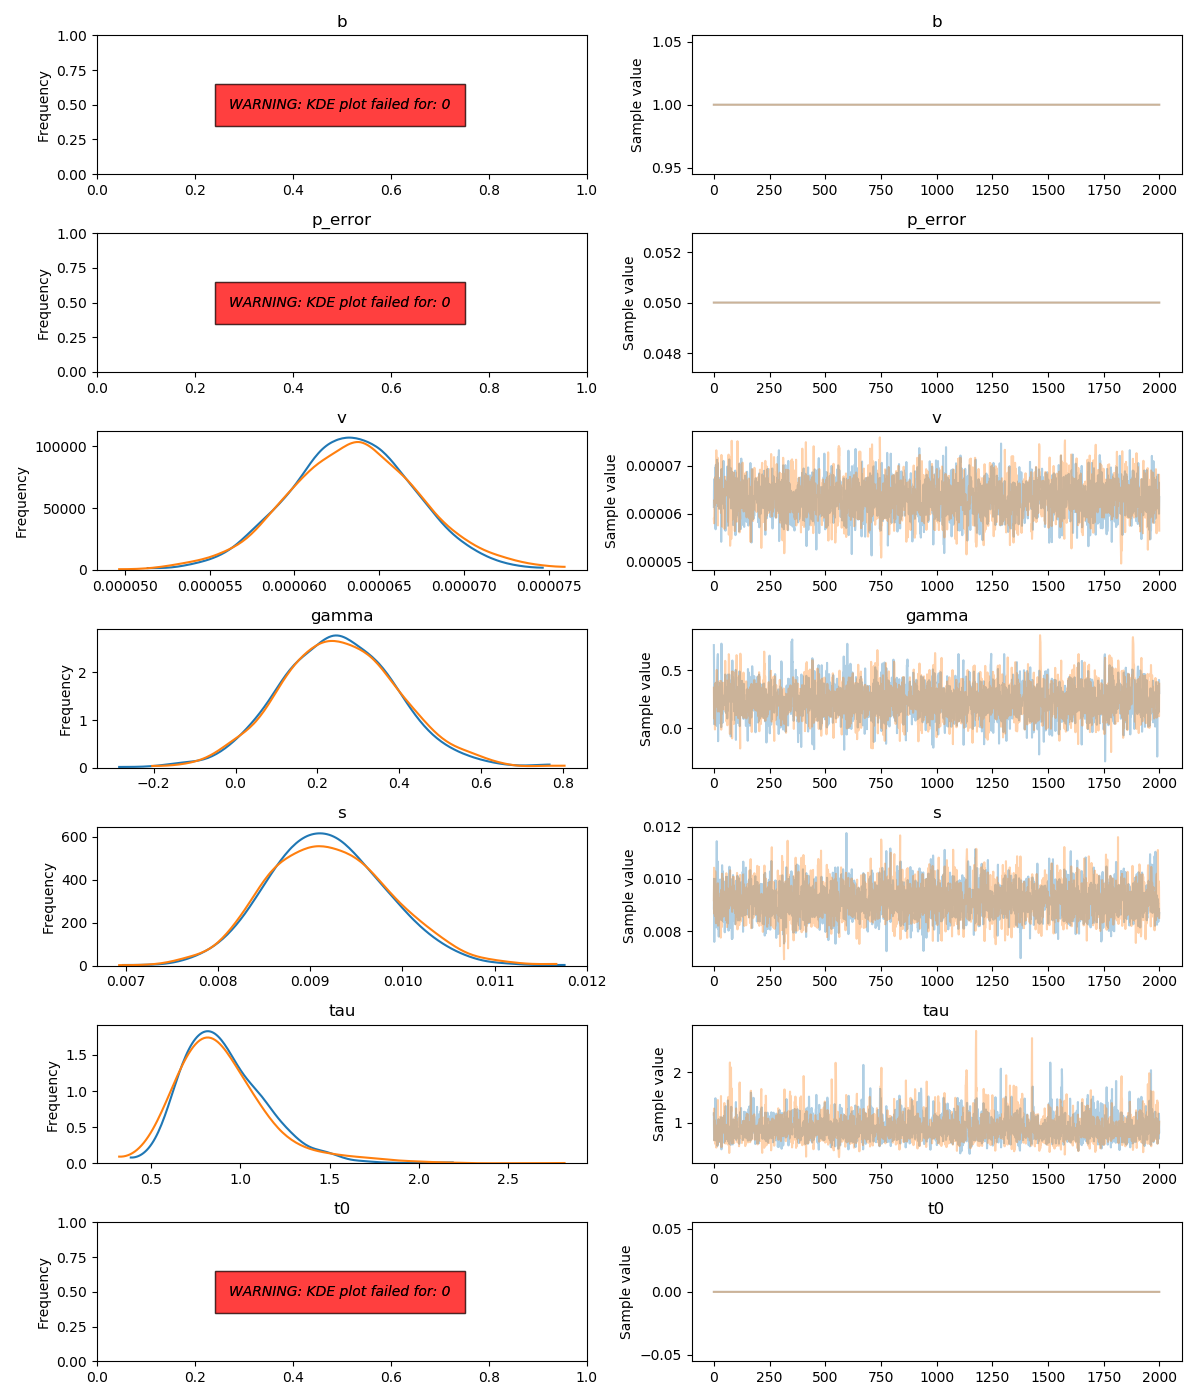 b
1.00
0.75
0.50
0.25
0.00
Frequency
WARNING: KDE plot failed for: 0
0.0 0.2 0.4 0.6 0.8 1.0
b
1.05
1.00
0.95
Sample value
0 250 500 750 1000 1250 1500 1750 2000
p_error
1.00
0.75
0.50
0.25
0.00
Frequency
WARNING: KDE plot failed for: 0
0.0 0.2 0.4 0.6 0.8 1.0
p_error
0.052
0.050
0.048
Sample value
0 250 500 750 1000 1250 1500 1750 2000
v
100000
50000
0
Frequency
0.000050 0.000055 0.000060 0.000065 0.000070 0.000075
v
0.00007
0.00006
0.00005
Sample value
0 250 500 750 1000 1250 1500 1750 2000
gamma
2
1
0
Frequency
−0.2 0.0 0.2 0.4 0.6 0.8
gamma
0.5
0.0
Sample value
0 250 500 750 1000 1250 1500 1750 2000
s
600
400
200
0
Frequency
0.007 0.008 0.009 0.010 0.011 0.012
s
0.012
0.010
0.008
Sample value
0 250 500 750 1000 1250 1500 1750 2000
tau
1.5
1.0
0.5
0.0
Frequency
0.5 1.0 1.5 2.0 2.5
tau
2
1
Sample value
0 250 500 750 1000 1250 1500 1750 2000
t0
1.00
0.75
0.50
0.25
0.00
Frequency
WARNING: KDE plot failed for: 0
0.0 0.2 0.4 0.6 0.8 1.0
t0
0.05
0.00
−0.05
Sample value
0 250 500 750 1000 1250 1500 1750 2000